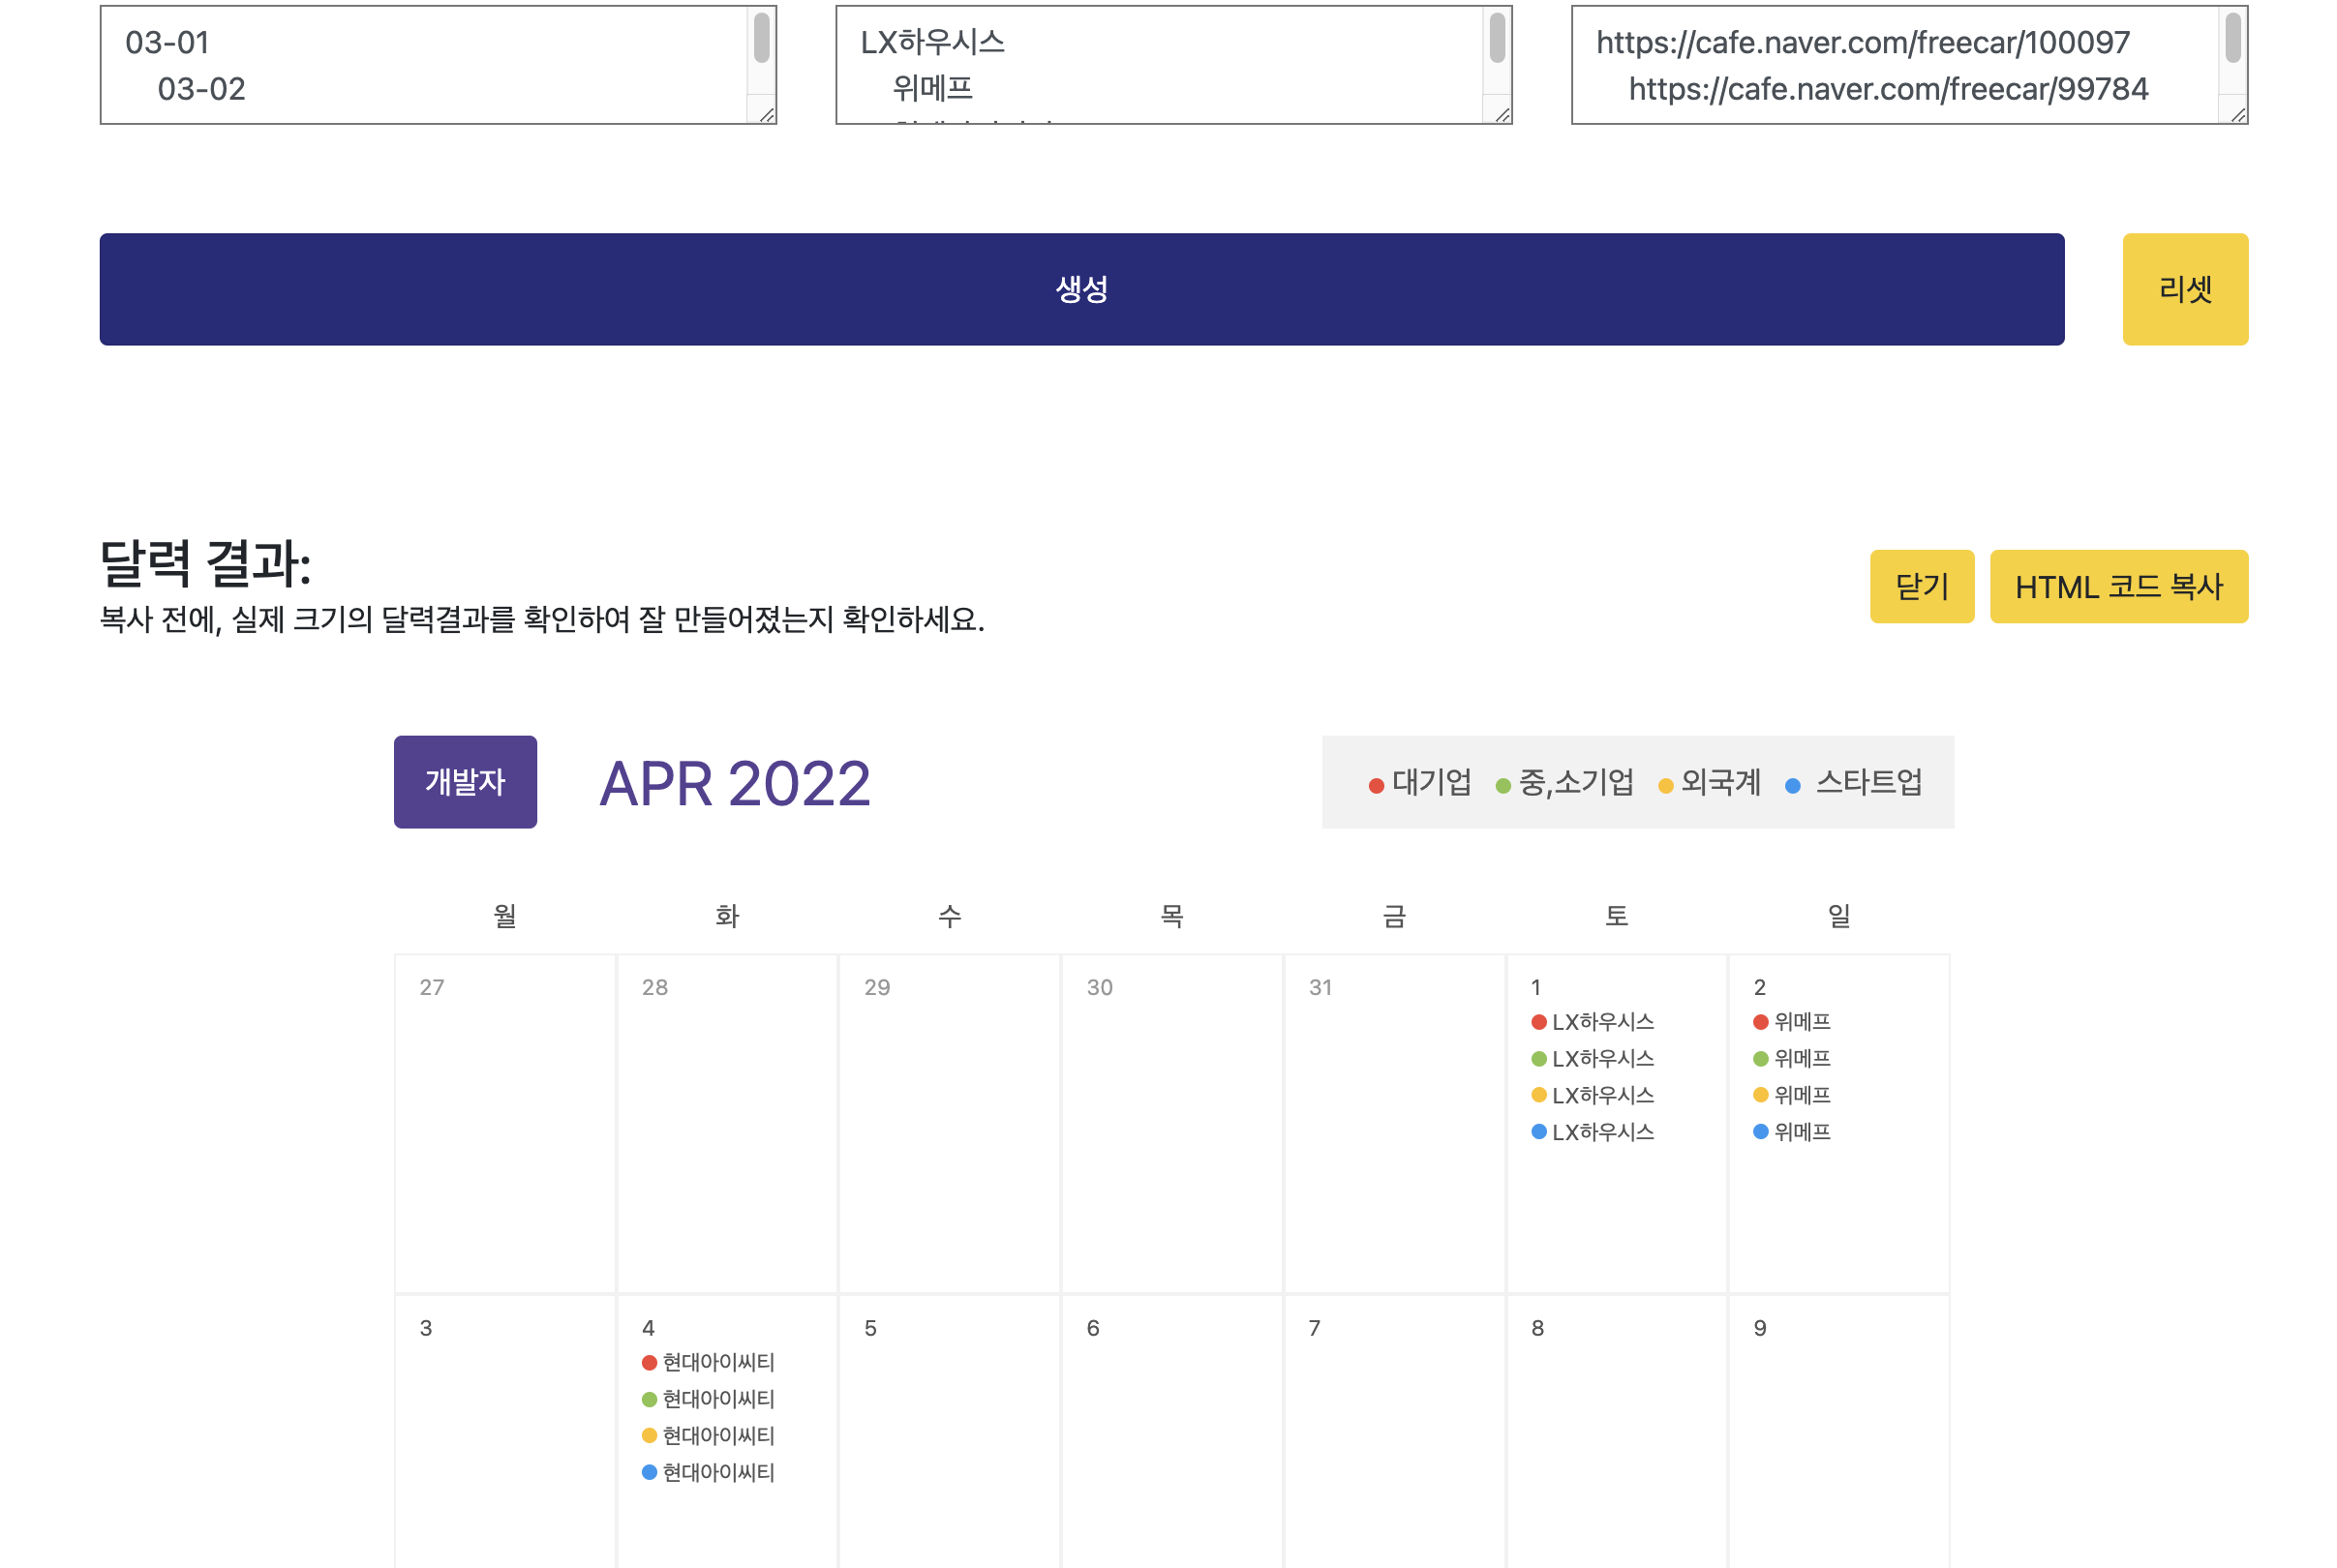 03-01
03-02
LX하우시스
위메프
https://cafe.naver.com/freecar/100097
https://cafe.naver.com/freecar/99784
생성
리셋
달력 결과:
복사 전에, 실제 크기의 달력결과를 확인하여 잘 만들어졌는지 확인하세요.
닫기
HTML 코드 복사
개발자
APR 2022
대기업 중,소기업 외국계 스타트업
월 화 수 목 금 토 일
27 28 29 30 31 1 2
LX하우시스 위메프
LX하우시스 위메프
LX하우시스 위메프
LX하우시스 위메프
3 4 5 6 7 8 9
현대아이씨티
현대아이씨티
현대아이씨티
현대아이씨티